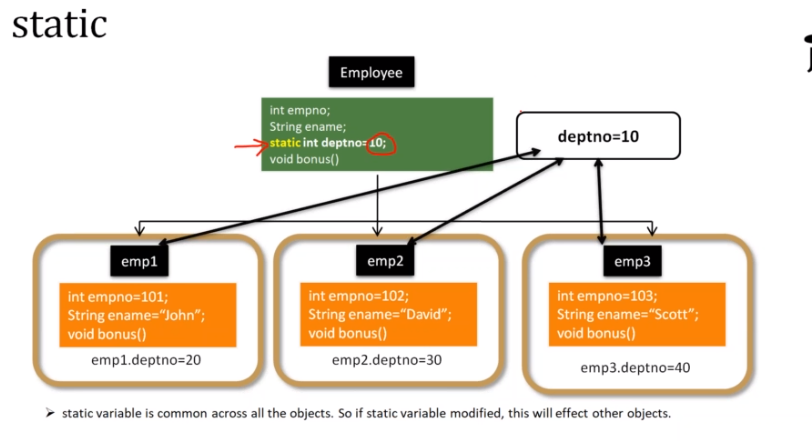 static
Employee
int empno;
String ename;
static int deptno=10;
void bonus()
deptno=10
emp1
int empno=101;
String ename=“John”;
void bonus()
emp1.deptno=20
emp2
int empno=102;
String ename=“David”;
void bonus()
emp2.deptno=30
emp3
int empno=103;
String ename=“Scott”;
void bonus()
emp3.deptno=40
➢ static variable is common across all the objects. So if static variable modified, this will effect other objects.